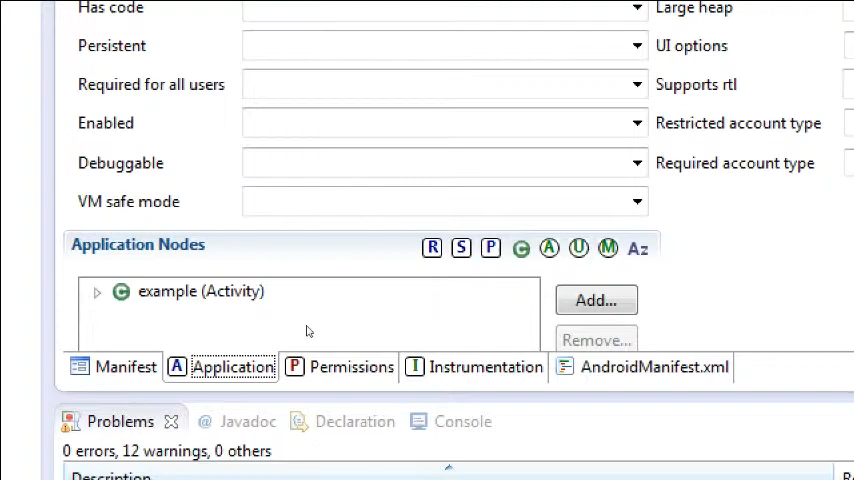 Has code Large heap
Persistent UI options
Required for all users Supports rtl
Enabled Restricted account type
Debuggable Required account type
VM safe mode
Application Nodes R S P C A U M Az
C example (Activity) Add...
Remove...
Manifest A Application P Permissions I Instrumentation AndroidManifest.xml
Problems @ Javadoc Declaration Console
0 errors, 12 warnings, 0 others
Description